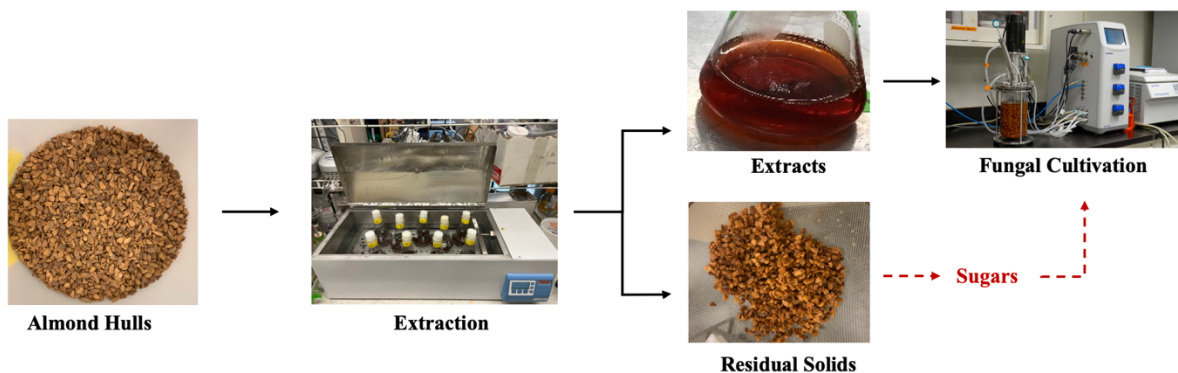 Extracts
Fungal Cultivation
Almond Hulls
Extraction
Sugars
Residual Solids